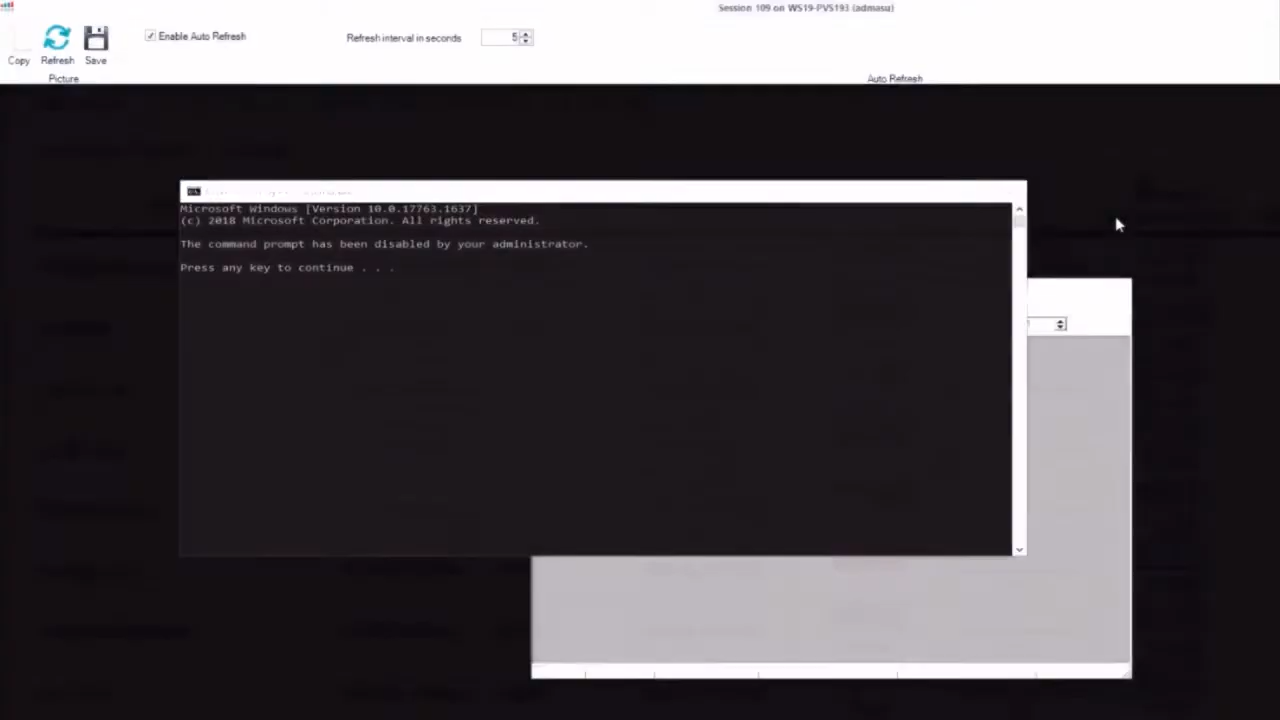 Session 109 on WS19-PVS193 (admasu)
Enable Auto Refresh
Refresh interval in seconds 5
Copy Refresh Save
Picture
Auto Refresh
Microsoft Windows [Version 10.0.17763.1637]
(c) 2018 Microsoft Corporation. All rights reserved.
The command prompt has been disabled by your administrator.
Press any key to continue . . .